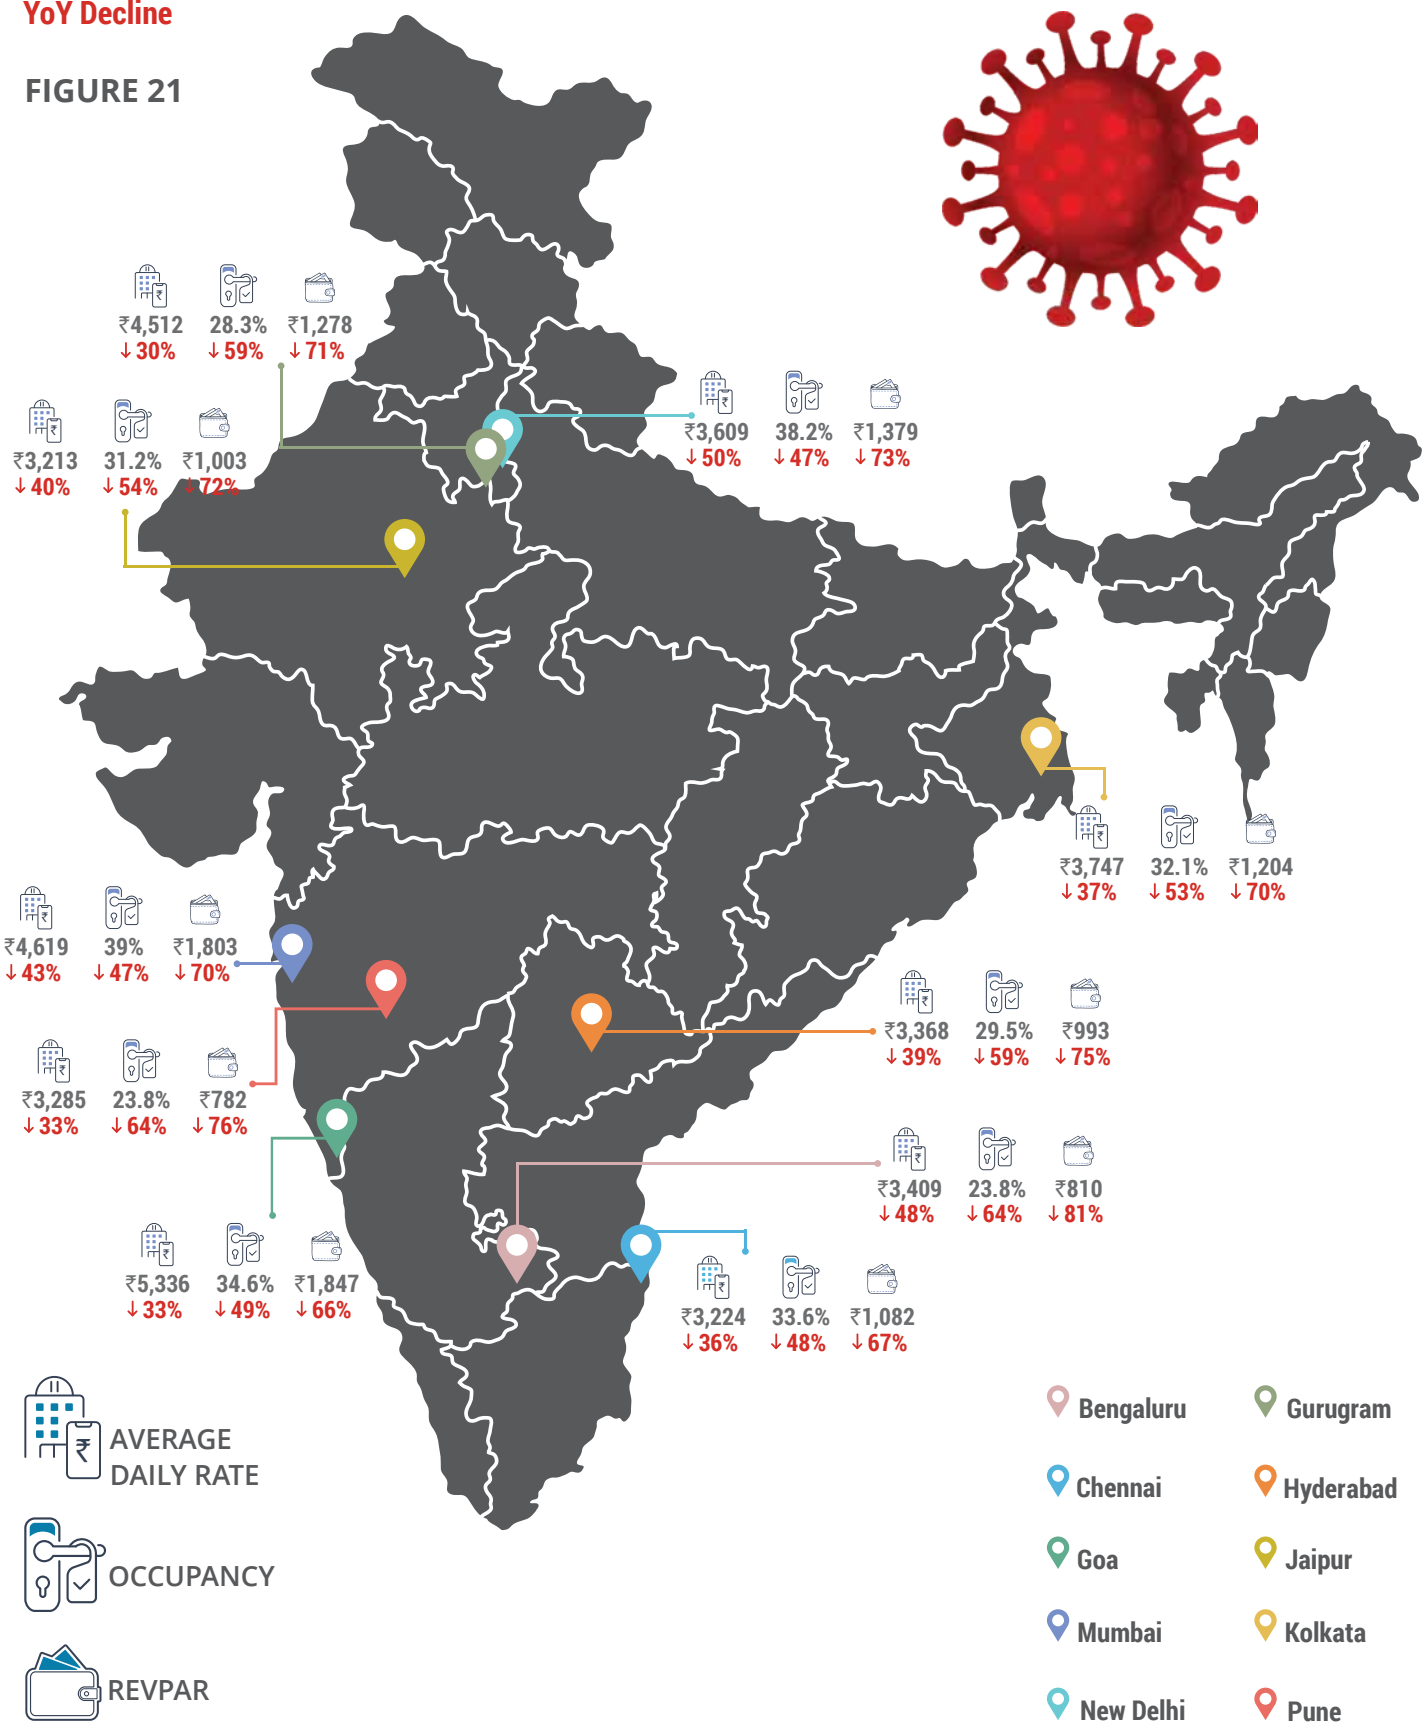 YoY Decline
FIGURE 21
₹4,512 28.3% ₹1,278
↓30% ↓59% ↓71%
₹3,609 38.2% ₹1,379
↓50% ↓47% ↓73%
₹3,213 31.2% ₹1,003
↓40% ↓54% ↓72%
₹3,747 32.1% ₹1,204
↓37% ↓53% ↓70%
₹4,619 39% ₹1,803
↓43% ↓47% ↓70%
₹3,368 29.5% ₹993
↓39% ↓59% ↓75%
₹3,285 23.8% ₹782
↓33% ↓64% ↓76%
₹3,409 23.8% ₹810
↓48% ↓64% ↓81%
₹5,336 34.6% ₹1,847
↓33% ↓49% ↓66%
₹3,224 33.6% ₹1,082
↓36% ↓48% ↓67%
AVERAGE
DAILY RATE
OCCUPANCY
REVPAR
Bengaluru Gurugram
Chennai Hyderabad
Goa Jaipur
Mumbai Kolkata
New Delhi Pune